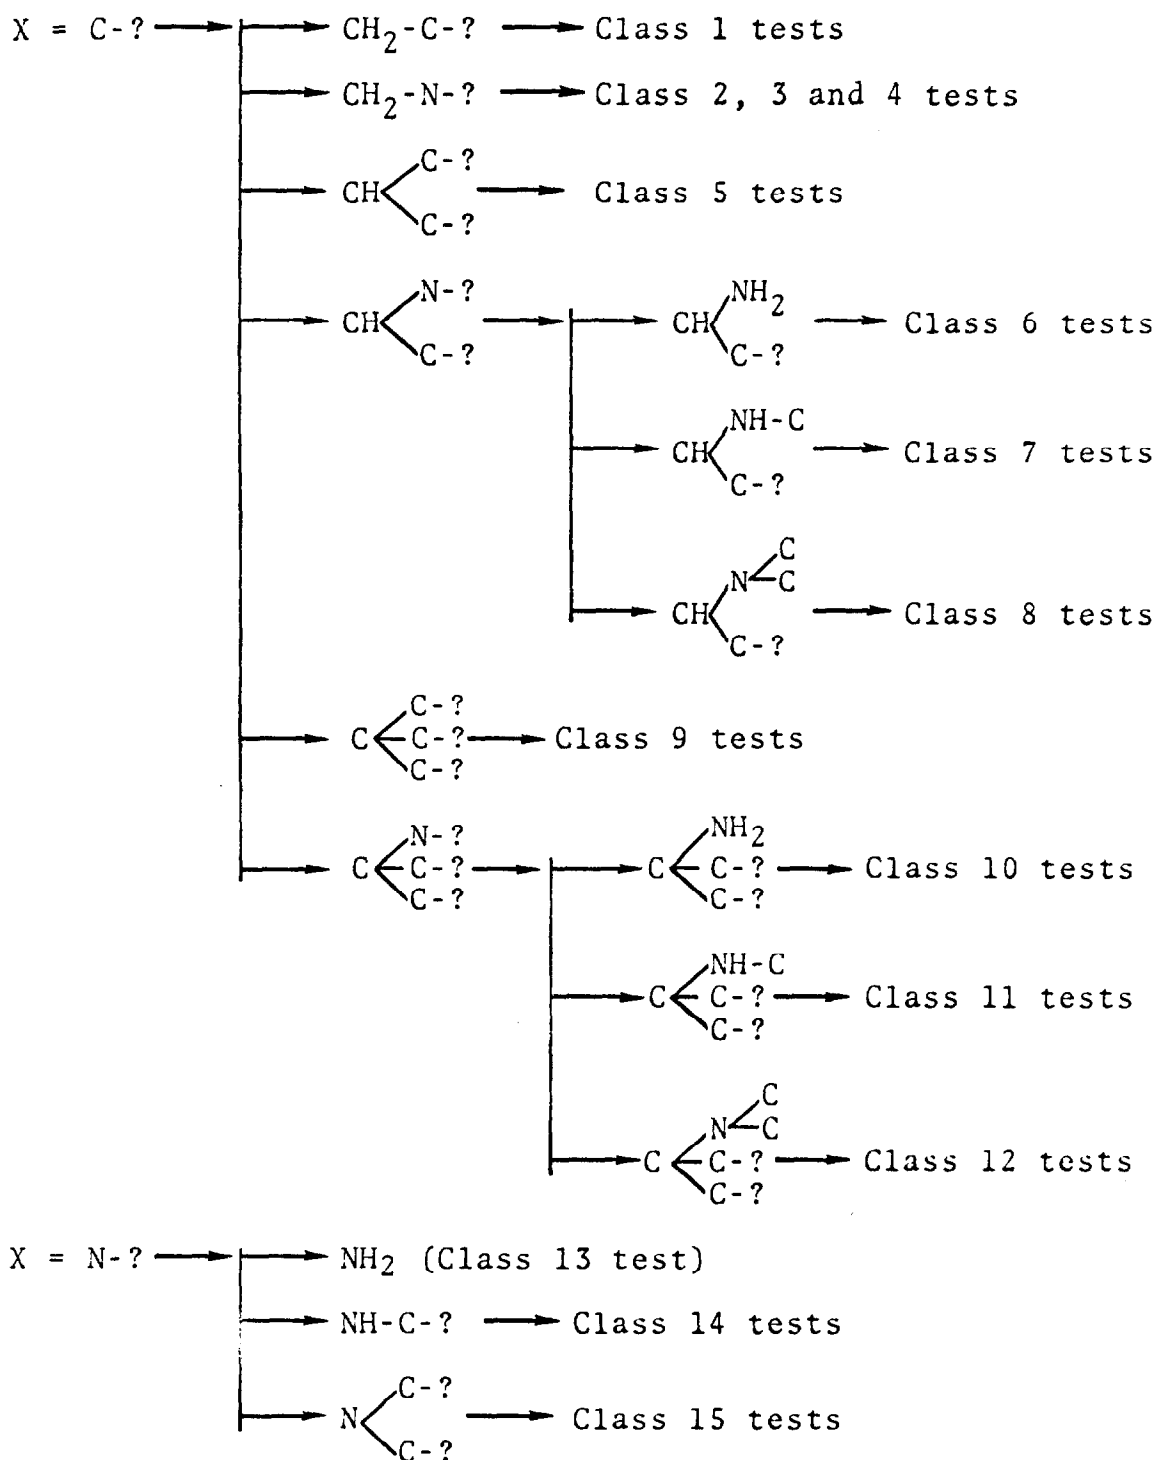 X = C-? CH2-C-? Class 1 tests
CH2-N-? Class 2, 3 and 4 tests
C-?
CH Class 5 tests
C-?
N-? NH2
CH CH Class 6 tests
C-? C-?
NH-C
CH Class 7 tests
C-?
C
N C
CH Class 8 tests
C-?
C-?
C C-? Class 9 tests
C-?
N-? NH2
C C-? C C-? Class 10 tests
C-? C-?
NH-C
C C-? Class 11 tests
C-?
C
N C
C C-? Class 12 tests
C-?
X = N-? NH2 (Class 13 test)
NH-C-? Class 14 tests
C-?
N Class 15 tests
C-?